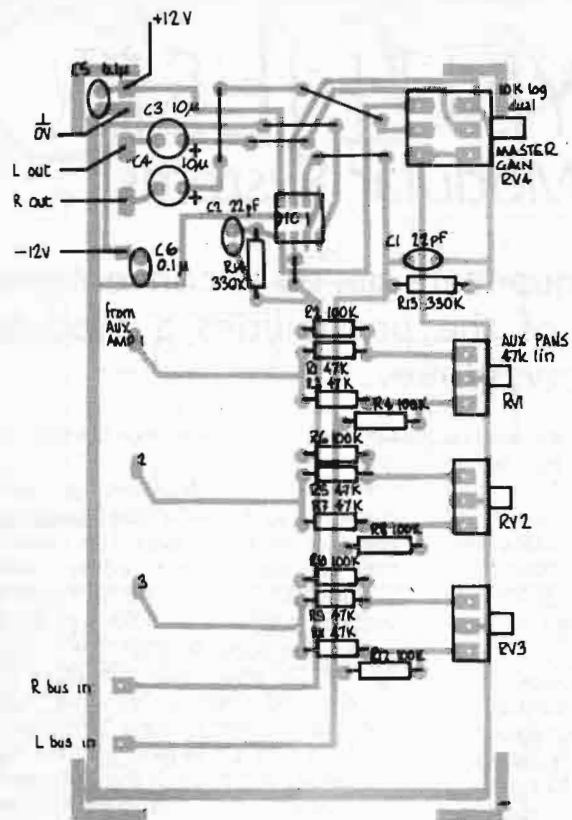 +12V
C5 0.1µ
0V
C3 10µ
10K log
dual
L out
C4
10µ
MASTER
GAIN
RV4
R out
C2 22pF
IC1
-12V
C6
0.1µ
R14
330K
C1 22pF
R13 330K
from
AUX
AMP 1
R2 100K
AUX PANS
47K lin
R1 47K
R3 47K
R4 100K
RV1
R6 100K
2
R5 47K
R7 47K
RV2
R8 100K
R10 100K
3
R9 47K
47K
R12 100K
RV3
R bus in
L bus in